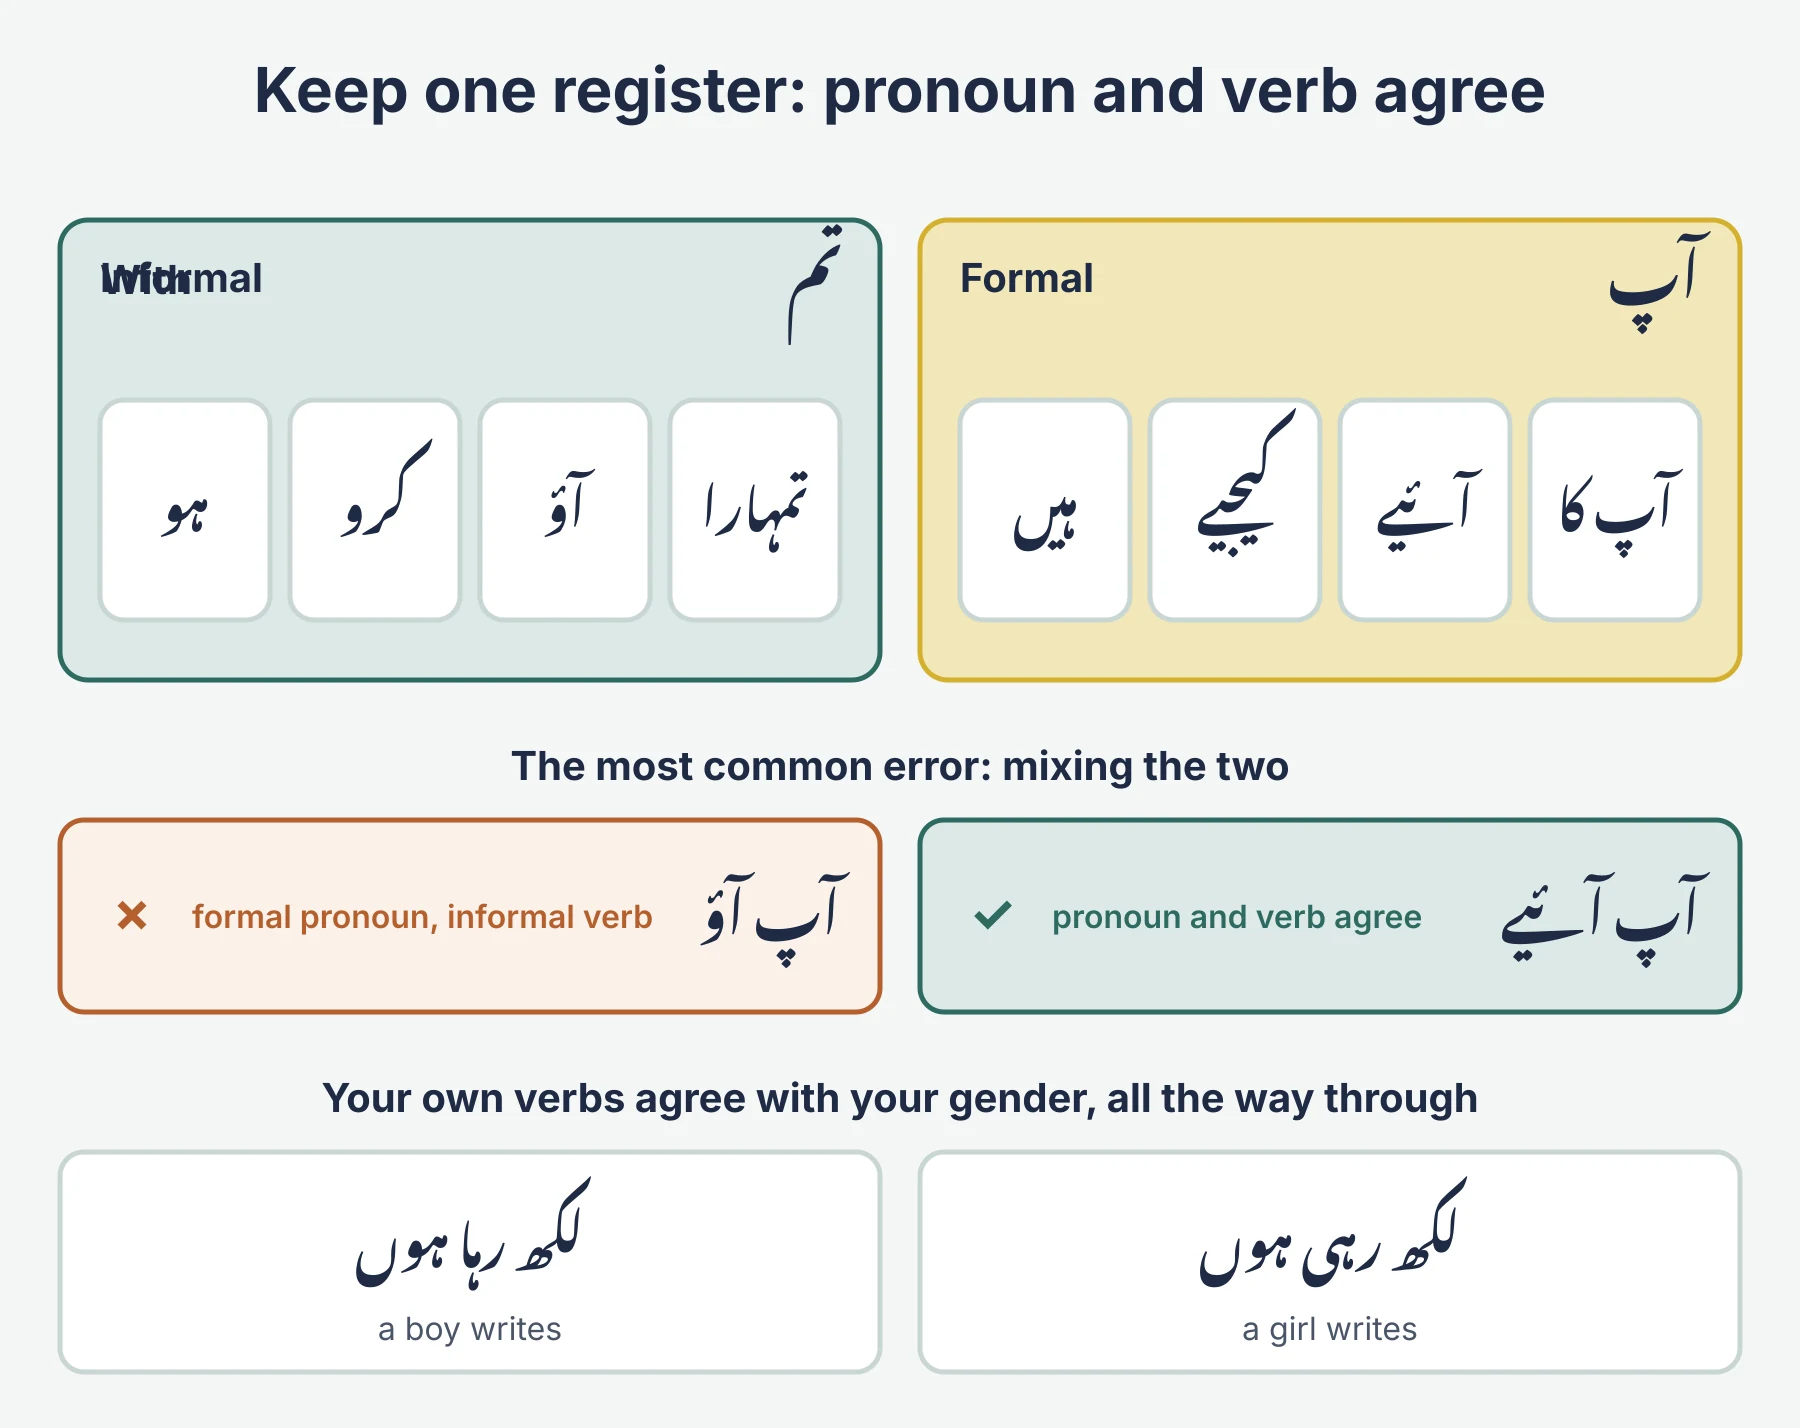 Keep one register: pronoun and verb agree
Informal
With
تم
Formal
آپ
ہو
کرو
آؤ
تمہارا
ہیں
کیجیے
آئیے
آپ کا
The most common error: mixing the two
formal pronoun, informal verb
آپ آؤ
pronoun and verb agree
آپ آئیے
Your own verbs agree with your gender, all the way through
لکھ رہا ہوں
a boy writes
لکھ رہی ہوں
a girl writes